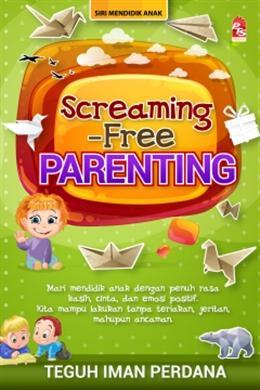 SIRI MENDIDIK ANAK
Screaming
-Free
PARENTING
Mari mendidik anak dengan penuh rasa
kasih, cinta, dan emosi positif.
Kita mampu lakukan tanpa teriakan, jeritan,
mahupun ancaman.
TEGUH IMAN PERDANA